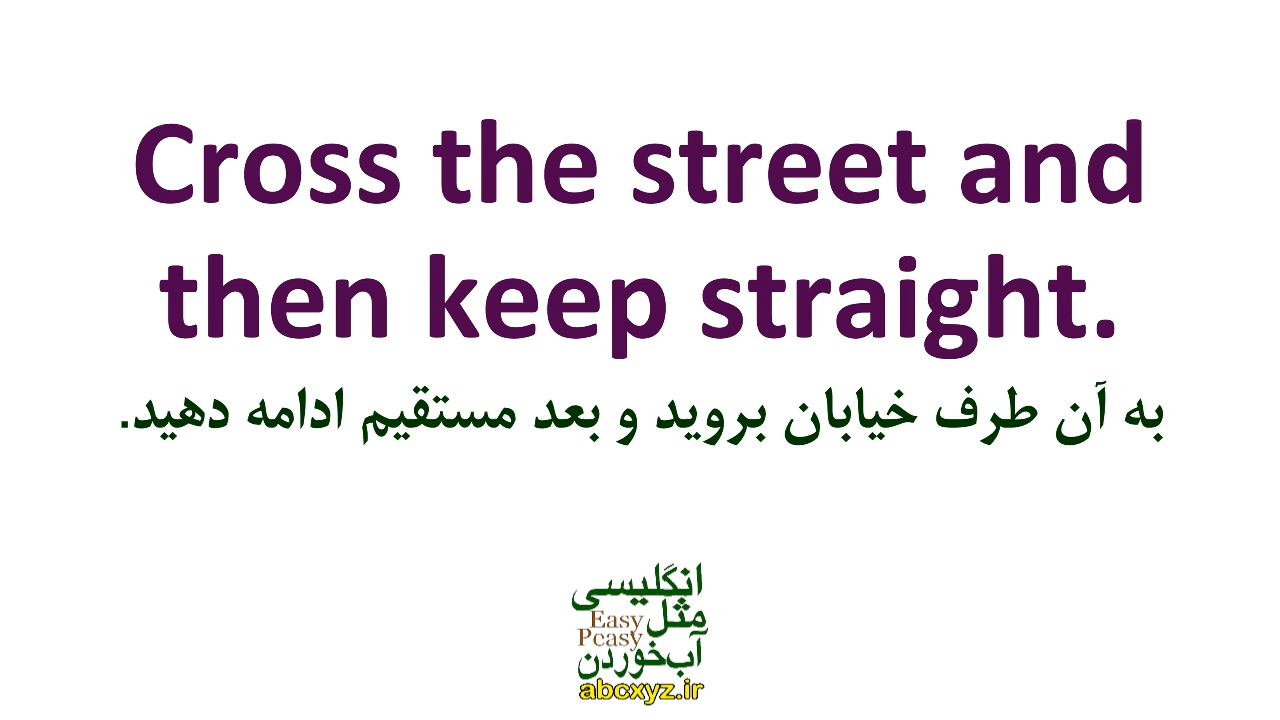 Cross the street and
then keep straight.
به آن طرف خیابان بروید و بعد مستقیم ادامه دهید.
انگلیسی
مثل
Easy
Peasy
آب‌خوردن
abcxyz.ir